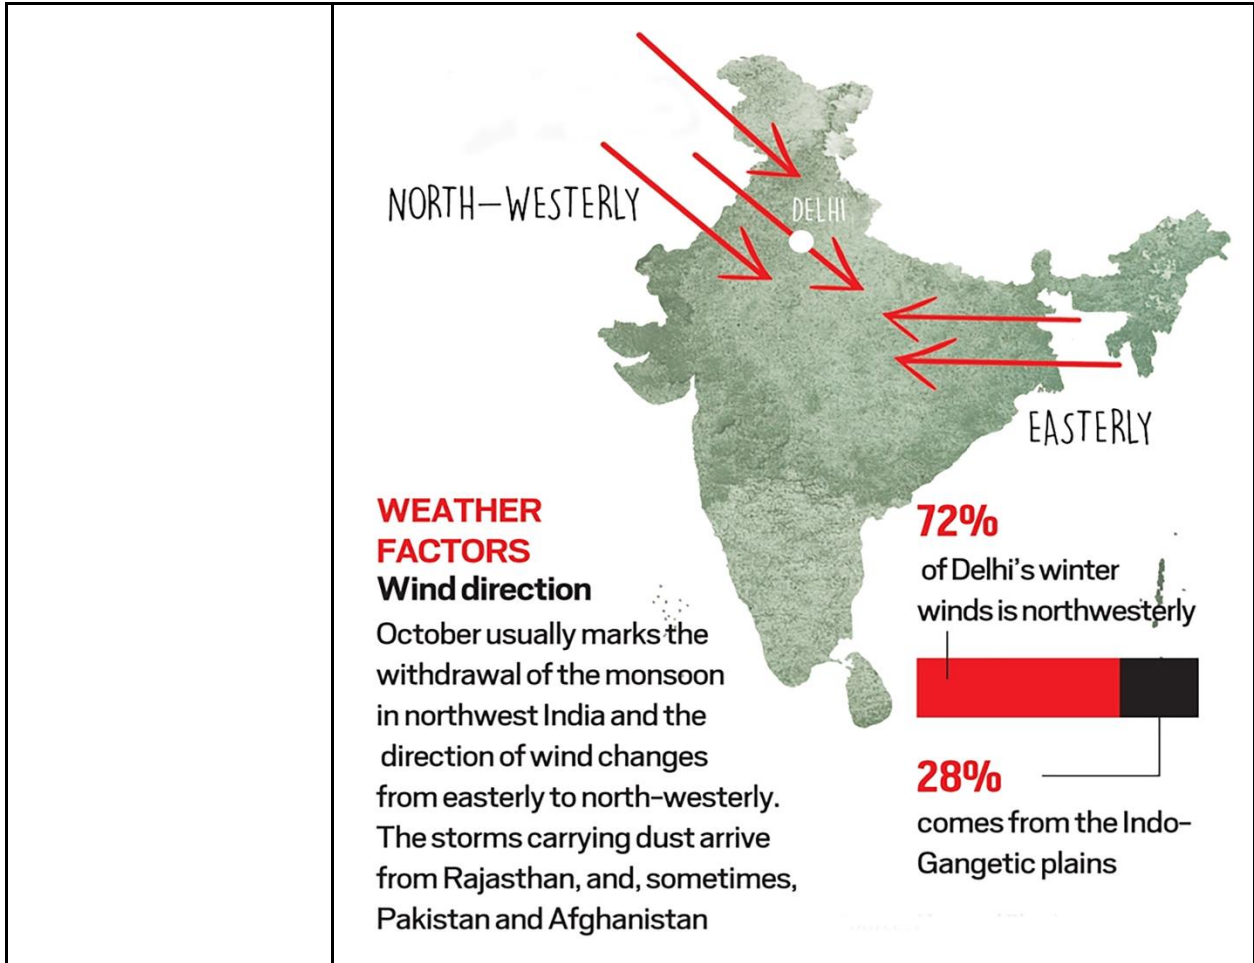 NORTH-WESTERLY
DELHI
EASTERLY
WEATHER
FACTORS
Wind direction
October usually marks the
withdrawal of the monsoon
in northwest India and the
direction of wind changes
from easterly to north-westerly.
The storms carrying dust arrive
from Rajasthan, and, sometimes,
Pakistan and Afghanistan
72%
of Delhi's winter
winds is northwesterly
28%
comes from the Indo-
Gangetic plains